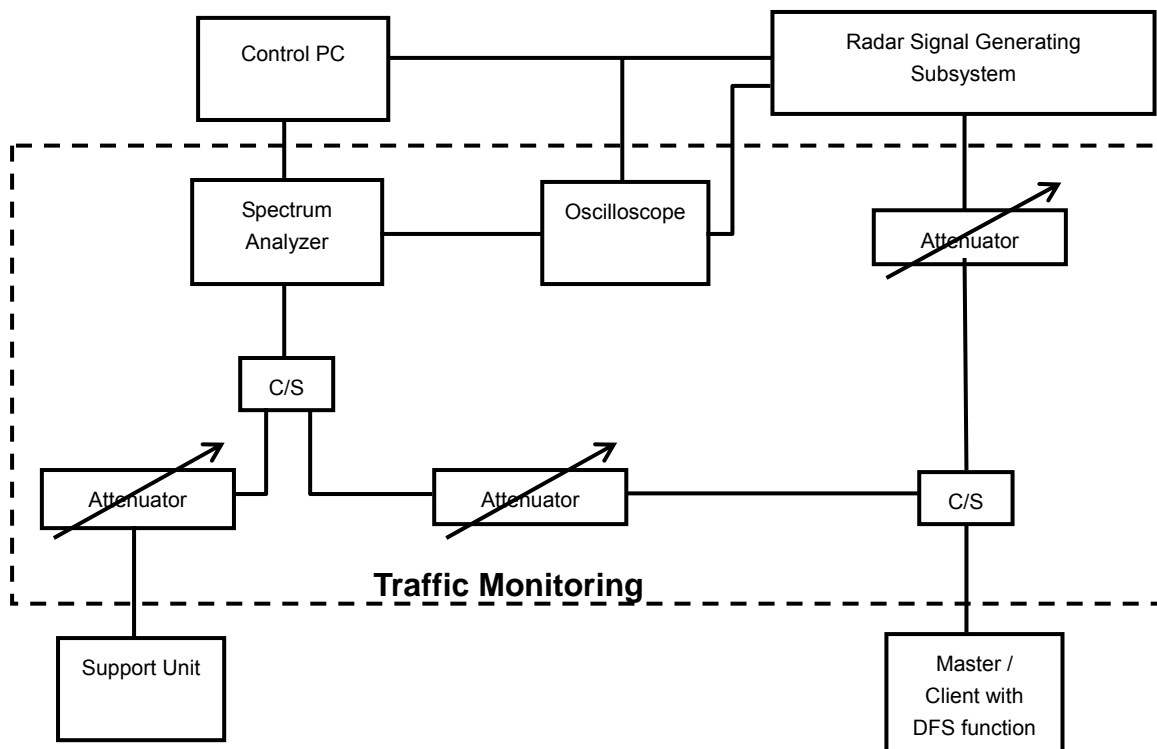 Control PC
Radar Signal Generating
Subsystem
Spectrum
Analyzer
Oscilloscope
Attenuator
C/S
Attenuator
Attenuator
C/S
Traffic Monitoring
Support Unit
Master /
Client with
DFS function